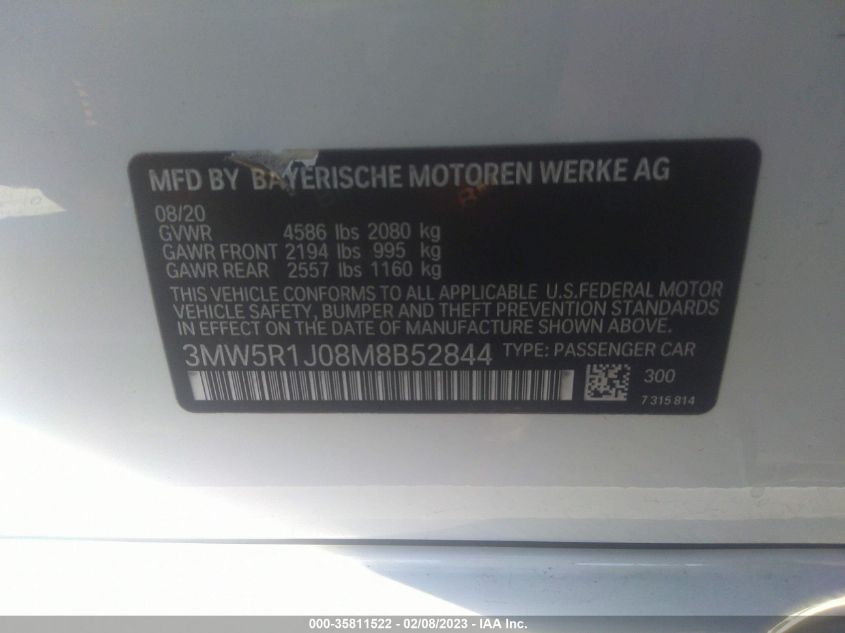 MFD BY BAYERISCHE MOTOREN WERKE AG
08/20
GVWR 4586 lbs 2080 kg
GAWR FRONT 2194 lbs 995 kg
GAWR REAR 2557 lbs 1160 kg
THIS VEHICLE CONFORMS TO ALL APPLICABLE U.S.FEDERAL MOTOR
VEHICLE SAFETY, BUMPER AND THEFT PREVENTION STANDARDS
IN EFFECT ON THE DATE OF MANUFACTURE SHOWN ABOVE.
3MW5R1J08M8B52844 TYPE: PASSENGER CAR
300
7 315 814
000-35811522 - 02/08/2023 - IAA Inc.